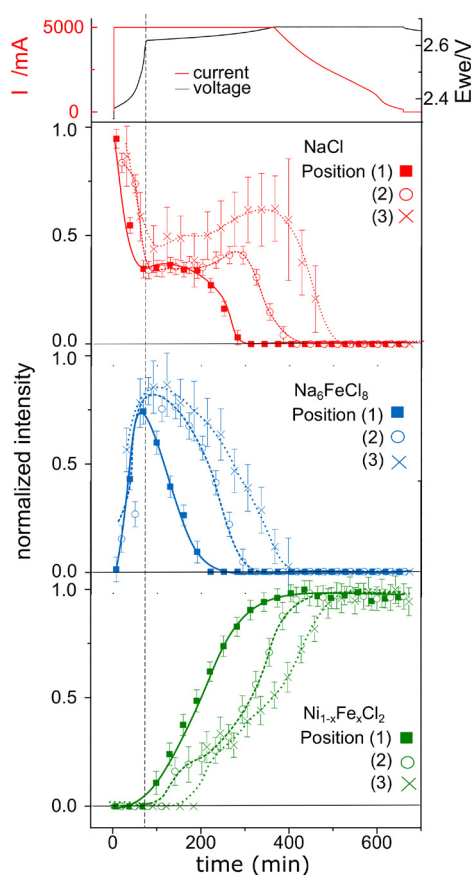 5000
I /mA
0
current
voltage
2.6
2.4
Ewe/V
1.0
0.5
0.0
NaCl
Position (1)
(2)
(3)
1.0
0.5
0.0
Na₆FeCl₈
Position (1)
(2)
(3)
normalized intensity
1.0
0.5
0.0
Ni₁₋ₓFeₓCl₂
Position (1)
(2)
(3)
0 200 400 600
time (min)